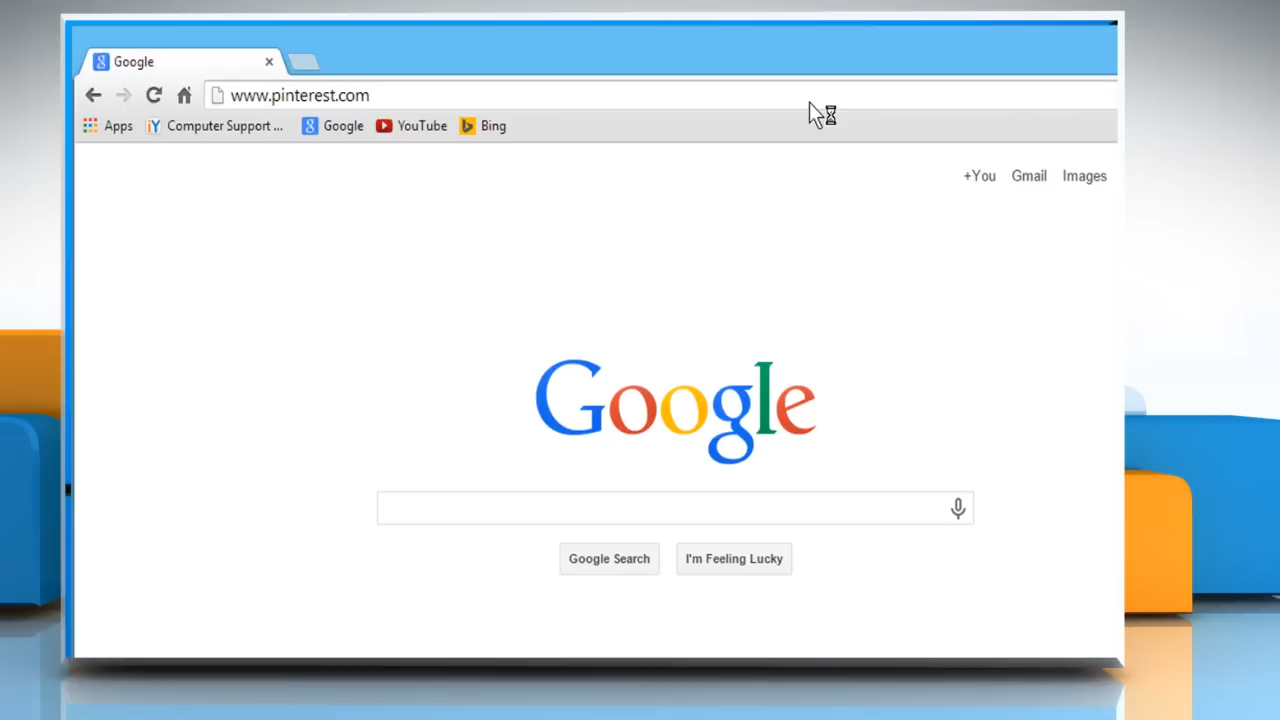 Google
www.pinterest.com
Apps Computer Support ... Google YouTube Bing
+You Gmail Images
Google
Google Search I'm Feeling Lucky